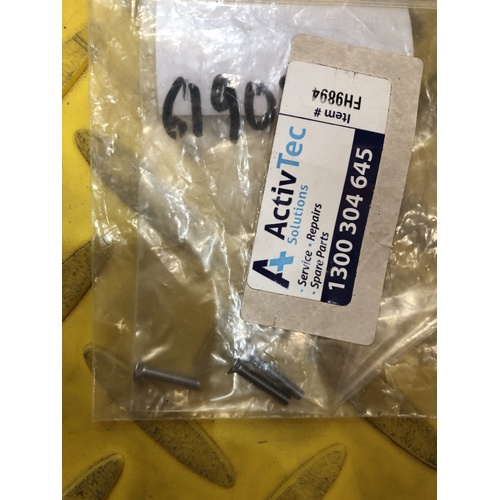 Item #
FH9894
ActivTec
Solutions
· Service · Repairs
· Spare Parts
1300 304 645